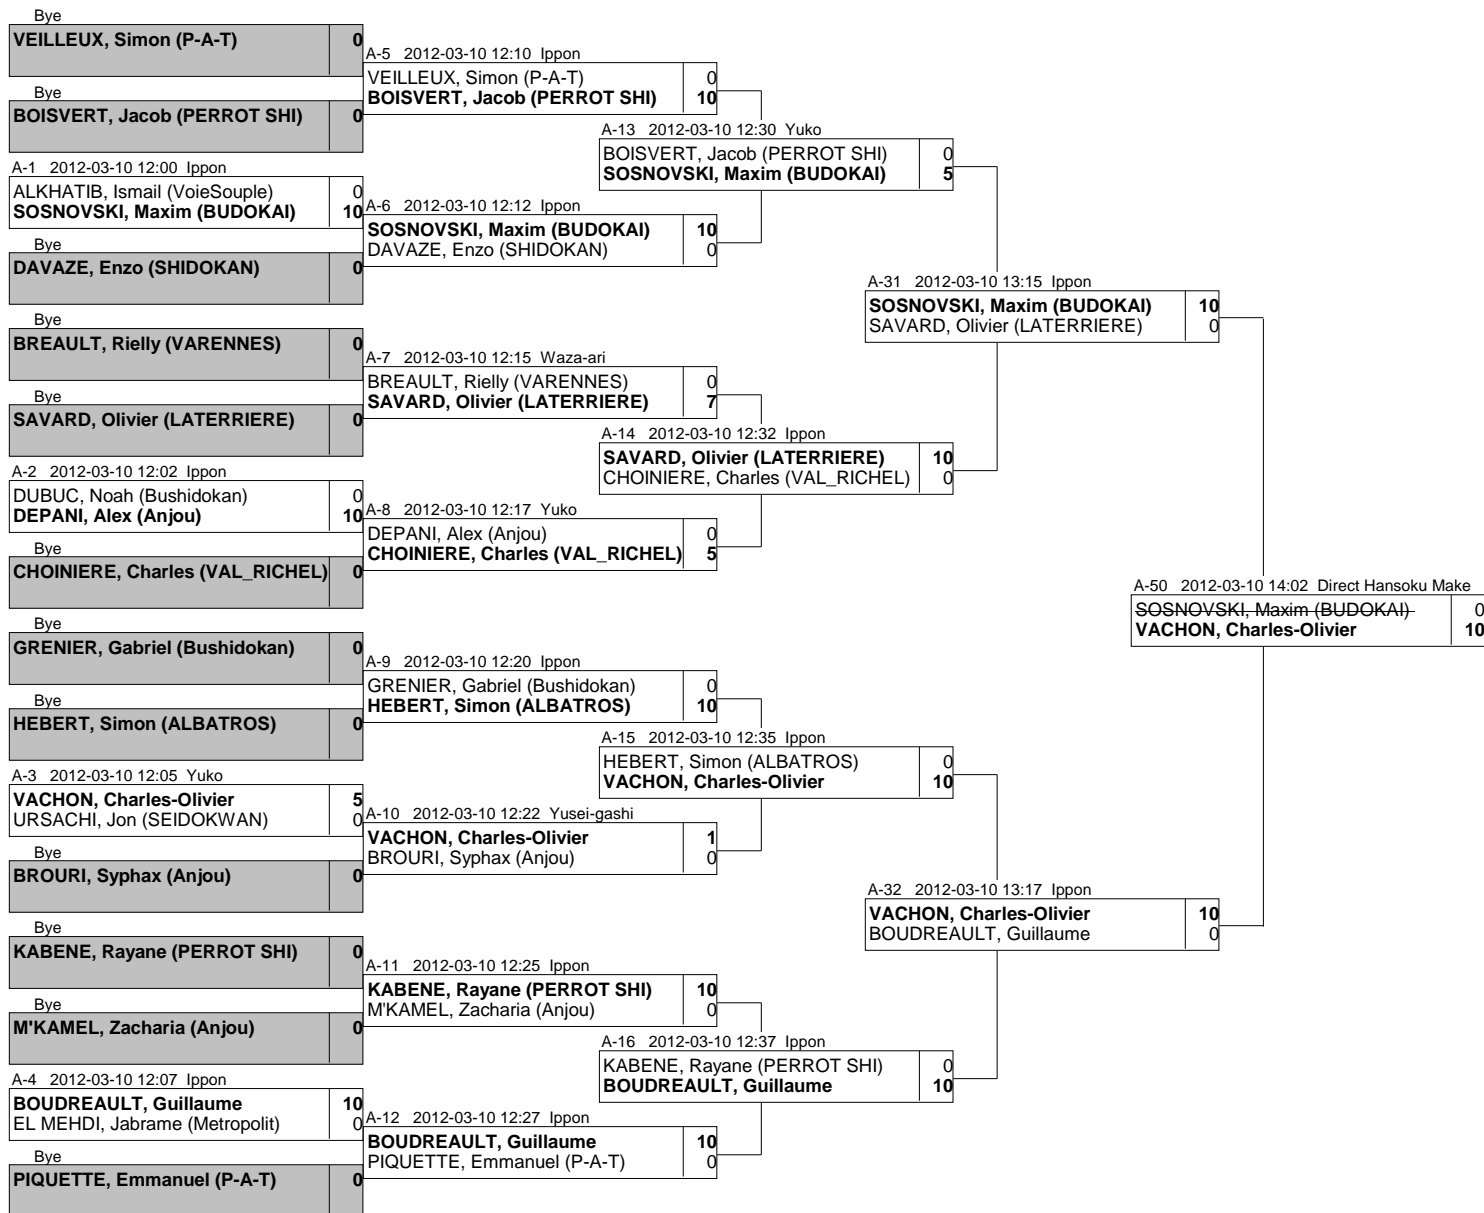 Bye
VEILLEUX, Simon (P-A-T) 0
Bye
BOISVERT, Jacob (PERROT SHI) 0
A-1 2012-03-10 12:00 Ippon
ALKHATIB, Ismail (VoieSouple) 0
SOSNOVSKI, Maxim (BUDOKAI) 10
Bye
DAVAZE, Enzo (SHIDOKAN) 0
Bye
BREAULT, Rielly (VARENNES) 0
Bye
SAVARD, Olivier (LATERRIERE) 0
A-2 2012-03-10 12:02 Ippon
DUBUC, Noah (Bushidokan) 0
DEPANI, Alex (Anjou) 10
Bye
CHOINIERE, Charles (VAL_RICHEL) 0
Bye
GRENIER, Gabriel (Bushidokan) 0
Bye
HEBERT, Simon (ALBATROS) 0
A-3 2012-03-10 12:05 Yuko
VACHON, Charles-Olivier 5
URSACHI, Jon (SEIDOKWAN) 0
Bye
BROURI, Syphax (Anjou) 0
Bye
KABENE, Rayane (PERROT SHI) 0
Bye
M'KAMEL, Zacharia (Anjou) 0
A-4 2012-03-10 12:07 Ippon
BOUDREAULT, Guillaume 10
EL MEHDI, Jabrame (Metropolit) 0
Bye
PIQUETTE, Emmanuel (P-A-T) 0
A-5 2012-03-10 12:10 Ippon
VEILLEUX, Simon (P-A-T) 0
BOISVERT, Jacob (PERROT SHI) 10
A-6 2012-03-10 12:12 Ippon
SOSNOVSKI, Maxim (BUDOKAI) 10
DAVAZE, Enzo (SHIDOKAN) 0
A-7 2012-03-10 12:15 Waza-ari
BREAULT, Rielly (VARENNES) 0
SAVARD, Olivier (LATERRIERE) 7
A-8 2012-03-10 12:17 Yuko
DEPANI, Alex (Anjou) 0
CHOINIERE, Charles (VAL_RICHEL) 5
A-9 2012-03-10 12:20 Ippon
GRENIER, Gabriel (Bushidokan) 0
HEBERT, Simon (ALBATROS) 10
A-10 2012-03-10 12:22 Yusei-gashi
VACHON, Charles-Olivier 1
BROURI, Syphax (Anjou) 0
A-11 2012-03-10 12:25 Ippon
KABENE, Rayane (PERROT SHI) 10
M'KAMEL, Zacharia (Anjou) 0
A-12 2012-03-10 12:27 Ippon
BOUDREAULT, Guillaume 10
PIQUETTE, Emmanuel (P-A-T) 0
A-13 2012-03-10 12:30 Yuko
BOISVERT, Jacob (PERROT SHI) 0
SOSNOVSKI, Maxim (BUDOKAI) 5
A-14 2012-03-10 12:32 Ippon
SAVARD, Olivier (LATERRIERE) 10
CHOINIERE, Charles (VAL_RICHEL) 0
A-15 2012-03-10 12:35 Ippon
HEBERT, Simon (ALBATROS) 0
VACHON, Charles-Olivier 10
A-16 2012-03-10 12:37 Ippon
KABENE, Rayane (PERROT SHI) 0
BOUDREAULT, Guillaume 10
A-31 2012-03-10 13:15 Ippon
SOSNOVSKI, Maxim (BUDOKAI) 10
SAVARD, Olivier (LATERRIERE) 0
A-32 2012-03-10 13:17 Ippon
VACHON, Charles-Olivier 10
BOUDREAULT, Guillaume 0
A-50 2012-03-10 14:02 Direct Hansoku Make
SOSNOVSKI, Maxim (BUDOKAI) 0
VACHON, Charles-Olivier 10